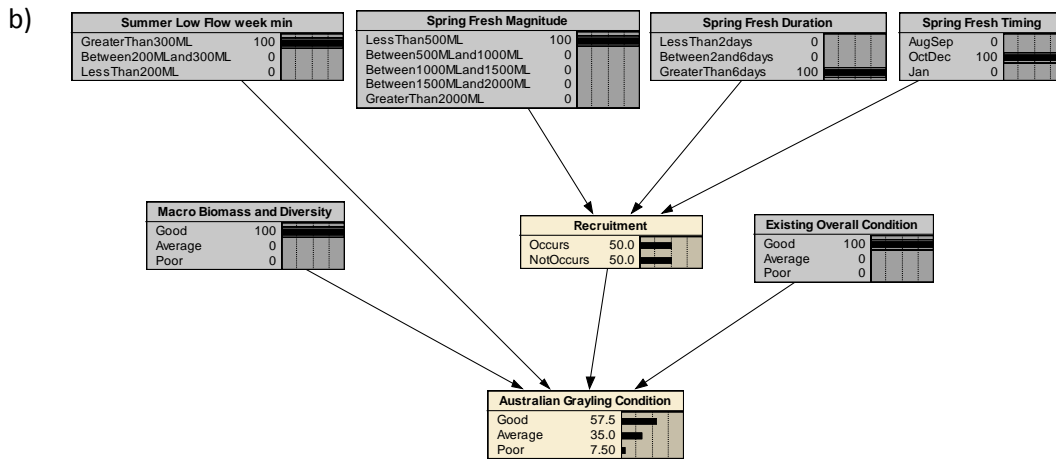 b)
Summer Low Flow week min
GreaterThan300ML 100
Between200MLand300ML 0
LessThan200ML 0
Spring Fresh Magnitude
LessThan500ML 100
Between500MLand1000ML 0
Between1000MLand1500ML 0
Between1500MLand2000ML 0
GreaterThan2000ML 0
Spring Fresh Duration
LessThan2days 0
Between2and6days 0
GreaterThan6days 100
Spring Fresh Timing
AugSep 0
OctDec 100
Jan 0
Macro Biomass and Diversity
Good 100
Average 0
Poor 0
Recruitment
Occurs 50.0
NotOccurs 50.0
Existing Overall Condition
Good 100
Average 0
Poor 0
Australian Grayling Condition
Good 57.5
Average 35.0
Poor 7.50